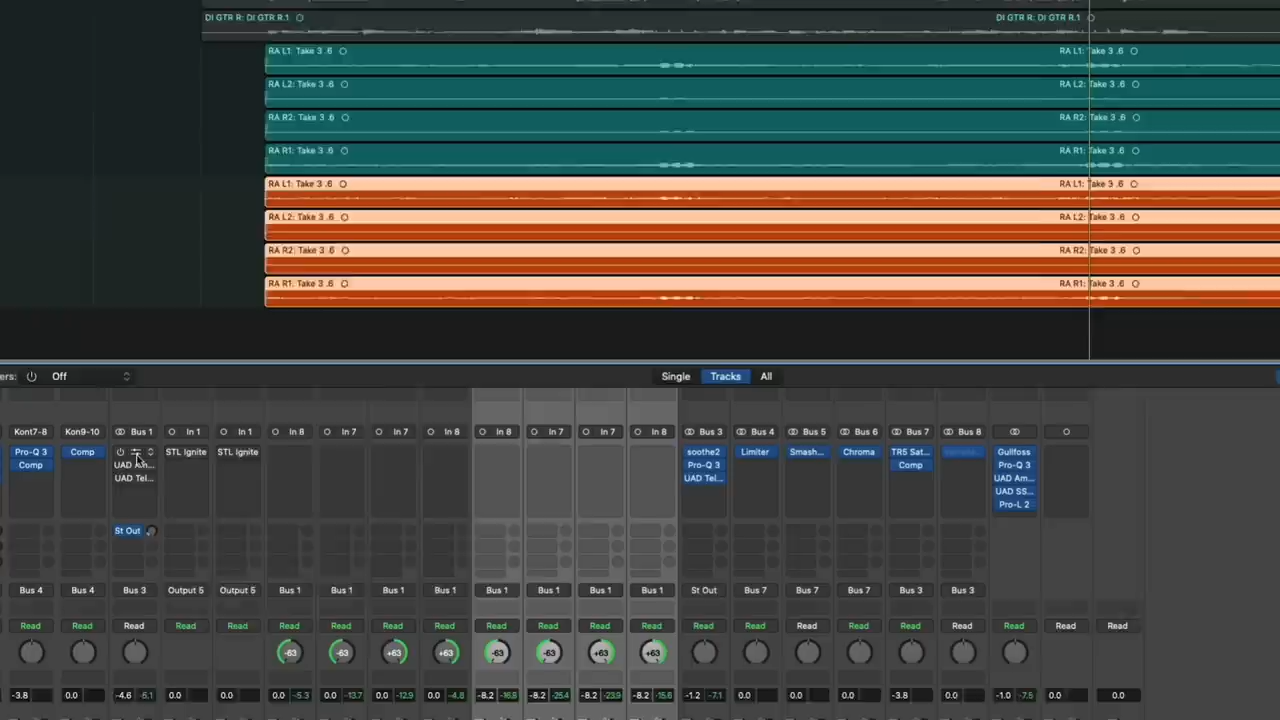 DI GTR R: DI GTR R.1 DI GTR R: DI GTR R.1
RA L1: Take 3 .6 RA L1: Take 3 .6
RA L2: Take 3 .6 RA L2: Take 3 .6
RA R2: Take 3 .6 RA R2: Take 3 .6
RA R1: Take 3 .6 RA R1: Take 3 .6
RA L1: Take 3 .6 RA L1: Take 3 .6
RA L2: Take 3 .6 RA L2: Take 3 .6
RA R2: Take 3 .6 RA R2: Take 3 .6
RA R1: Take 3 .6 RA R1: Take 3 .6
ers: Off Single Tracks All
Kont7-8 Kon9-10 Bus 1 In 1 In 1 In 8 In 7 In 7 In 8 In 8 In 7 In 7 In 8 Bus 3 Bus 4 Bus 5 Bus 6 Bus 7 Bus 8
Pro-Q 3 Comp STL Ignite STL Ignite soothe2 Limiter Smash... Chroma TR5 Sat... Gullfoss
Comp UAD Pro-Q 3 Comp Pro-Q 3
UAD Tel... UAD Tel... UAD Am...
UAD SS...
Pro-L 2
St Out
Bus 4 Bus 4 Bus 3 Output 5 Output 5 Bus 1 Bus 1 Bus 1 Bus 1 Bus 1 Bus 1 Bus 1 Bus 1 St Out Bus 7 Bus 7 Bus 7 Bus 3 Bus 3
Read Read Read Read Read Read Read Read Read Read Read Read Read Read Read Read Read Read Read Read Read Read
-63 -63 +63 +63 -63 -63 +63 +63
-3.8 0.0 -4.6 -5.1 0.0 0.0 0.0 -5.3 0.0 -13.7 0.0 -12.9 0.0 -4.8 -8.2 -16.8 -8.2 -25.4 -8.2 -23.9 -8.2 -15.6 -1.2 -7.1 0.0 0.0 0.0 -3.8 0.0 -1.0 -7.5 0.0 0.0